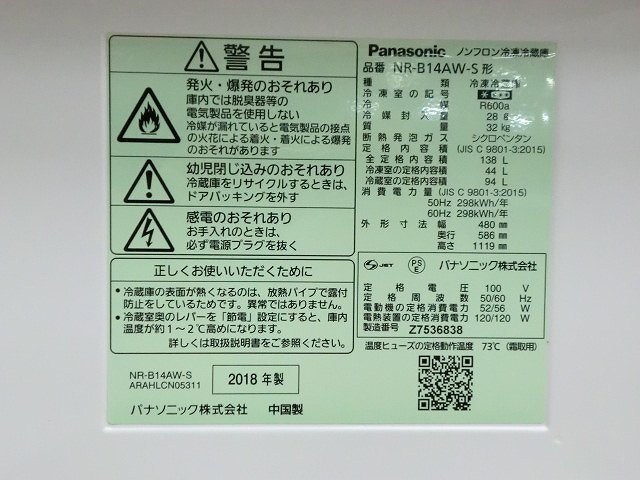 警告
発火・爆発のおそれあり
庫内では脱臭器等の
電気製品を使用しない
冷媒が漏れていると電気製品の接点
の火花による着火・着火による爆発
のおそれがあります
幼児閉じ込みのおそれあり
冷蔵庫をリサイクルするときは、
ドアパッキングを外す
感電のおそれあり
お手入れのときは、
必ず電源プラグを抜く
正しくお使いいただくために
•冷蔵庫の表面が熱くなるのは、放熱パイプで露付
防止をしているためです。異常ではありません。
•冷蔵室奥のレバーを「節電」設定にすると、庫内
温度が約1~2℃高めになります。
詳しくは取扱説明書をご参照ください。
NR-B14AW-S
ARAHLCN05311
2018年製
パナソニック株式会社 中国製
Panasonic ノンフロン冷凍冷蔵庫
品番 NR-B14AW-S形
種類 冷凍冷蔵庫
冷凍室の記号
冷媒 R600a
冷媒封入量 28g
質量 32kg
断熱発泡ガス シクロペンタン
定格内容積 (JIS C 9801-3:2015)
全定格内容積 138 L
冷凍室の定格内容積 44 L
冷蔵室の定格内容積 94 L
消費電力量 (JIS C 9801-3:2015)
50Hz 298kWh/年
60Hz 298kWh/年
外形寸法 幅 480mm
奥行 586mm
高さ 1119mm
S JET PS E パナソニック株式会社
定格電圧 100 V
定格周波数 50/60 Hz
電動機の定格消費電力 52/56 W
電熱装置の定格消費電力 120/120 W
製造番号 Z7536838
温度ヒューズの定格動作温度 73℃ (霜取用)